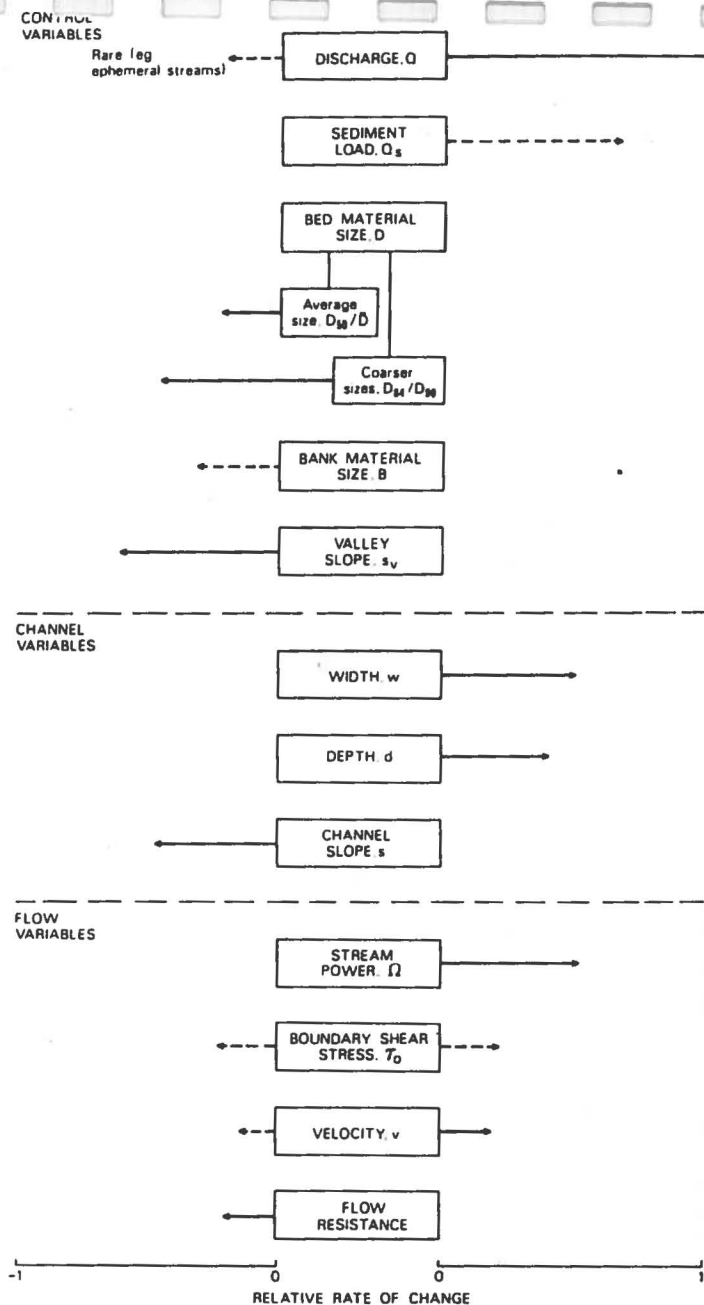 CONTROL
VARIABLES
Rare (eg
ephemeral streams)
DISCHARGE, Q
SEDIMENT
LOAD, Qs
BED MATERIAL
SIZE, D
Average
size, D50/D̄
Coarser
sizes, D84/D90
BANK MATERIAL
SIZE, B
VALLEY
SLOPE, sv
CHANNEL
VARIABLES
WIDTH, w
DEPTH, d
CHANNEL
SLOPE, s
FLOW
VARIABLES
STREAM
POWER, Ω
BOUNDARY SHEAR
STRESS, τo
VELOCITY, v
FLOW
RESISTANCE
-1 0 0 1
RELATIVE RATE OF CHANGE